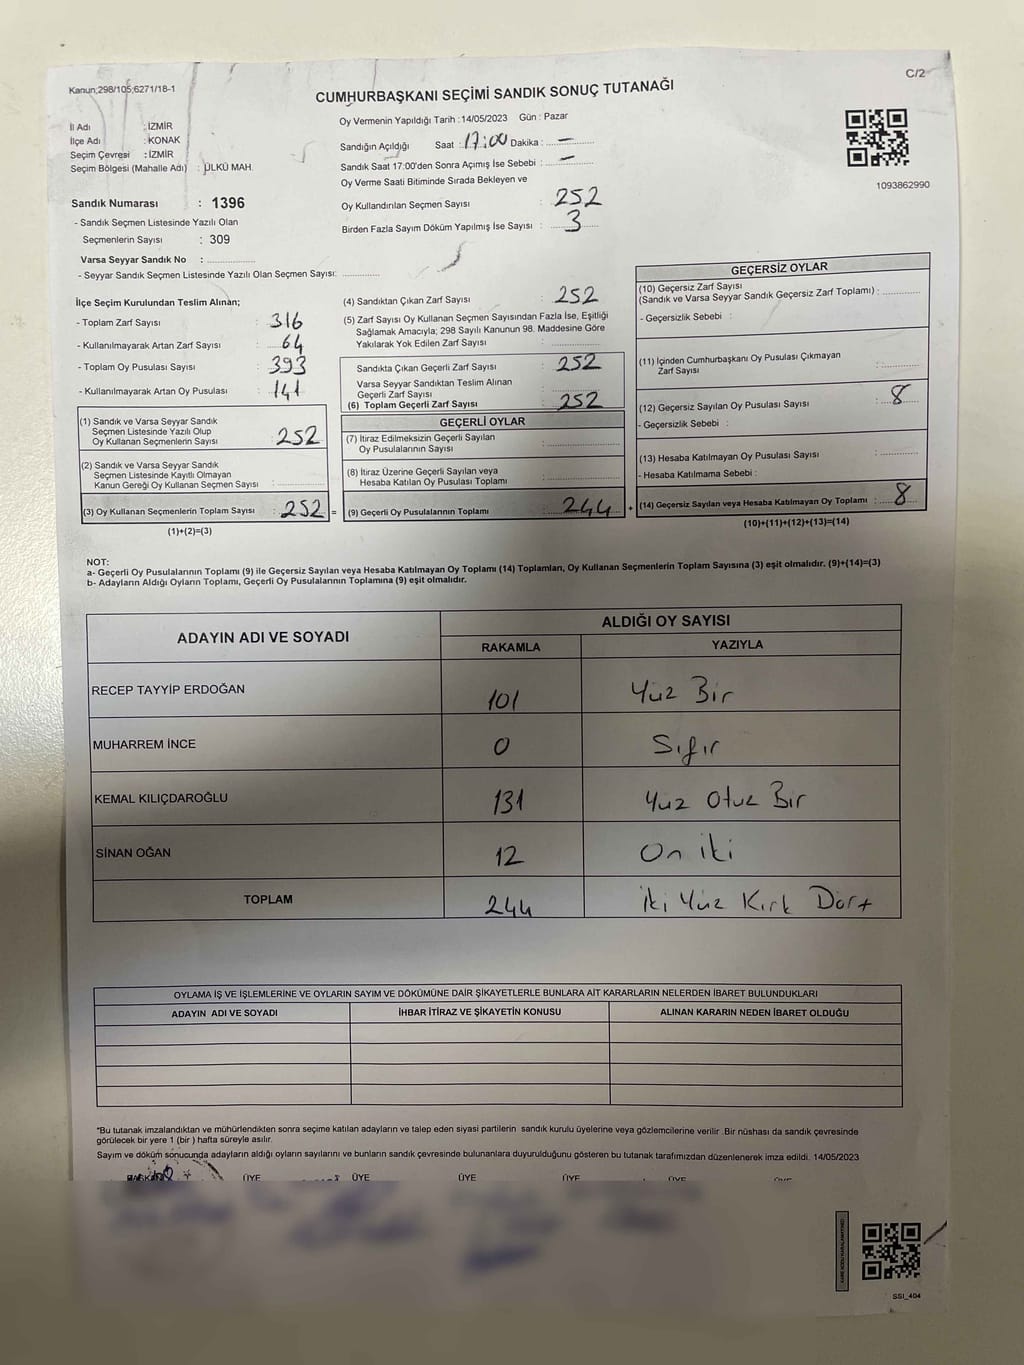 Kanun;298/105;6271/18-1
C/2
CUMHURBAŞKANI SEÇİMİ SANDIK SONUÇ TUTANAĞI
İl Adı : İZMİR
İlçe Adı : KONAK
Seçim Çevresi : İZMİR
Seçim Bölgesi (Mahalle Adı) : ÜLKÜ MAH.
Sandık Numarası : 1396
- Sandık Seçmen Listesinde Yazılı Olan
Seçmenlerin Sayısı : 309
Varsa Seyyar Sandık No :
- Seyyar Sandık Seçmen Listesinde Yazılı Olan Seçmen Sayısı:
Oy Vermenin Yapıldığı Tarih : 14/05/2023 Gün : Pazar
Sandığın Açıldığı Saat : 17:00 Dakika : —
Sandık Saat 17:00'den Sonra Açımış İse Sebebi : —
Oy Verme Saati Bitiminde Sırada Bekleyen ve
Oy Kullandırılan Seçmen Sayısı : 252
Birden Fazla Sayım Döküm Yapılmış İse Sayısı : 3
1093862990
İlçe Seçim Kurulundan Teslim Alınan;
- Toplam Zarf Sayısı : 316
- Kullanılmayarak Artan Zarf Sayısı : 64
- Toplam Oy Pusulası Sayısı : 393
- Kullanılmayarak Artan Oy Pusulası : 141
(1) Sandık ve Varsa Seyyar Sandık
Seçmen Listesinde Yazılı Olup
Oy Kullanan Seçmenlerin Sayısı : 252
(2) Sandık ve Varsa Seyyar Sandık
Seçmen Listesinde Kayıtlı Olmayan
Kanun Gereği Oy Kullanan Seçmen Sayısı :
(3) Oy Kullanan Seçmenlerin Toplam Sayısı : 252 =
(1)+(2)=(3)
(4) Sandıktan Çıkan Zarf Sayısı : 252
(5) Zarf Sayısı Oy Kullanan Seçmen Sayısından Fazla İse, Eşitliği
Sağlamak Amacıyla; 298 Sayılı Kanunun 98. Maddesine Göre
Yakılarak Yok Edilen Zarf Sayısı :
Sandıkta Çıkan Geçerli Zarf Sayısı : 252
Varsa Seyyar Sandıktan Teslim Alınan
Geçerli Zarf Sayısı :
(6) Toplam Geçerli Zarf Sayısı : 252
GEÇERLİ OYLAR
(7) İtiraz Edilmeksizin Geçerli Sayılan
Oy Pusulalarının Sayısı :
(8) İtiraz Üzerine Geçerli Sayılan veya
Hesaba Katılan Oy Pusulası Toplamı :
(9) Geçerli Oy Pusulalarının Toplamı : 244 +
GEÇERSİZ OYLAR
(10) Geçersiz Zarf Sayısı
(Sandık ve Varsa Seyyar Sandık Geçersiz Zarf Toplamı) :
- Geçersizlik Sebebi :
(11) İçinden Cumhurbaşkanı Oy Pusulası Çıkmayan
Zarf Sayısı :
(12) Geçersiz Sayılan Oy Pusulası Sayısı : 8
- Geçersizlik Sebebi :
(13) Hesaba Katılmayan Oy Pusulası Sayısı :
- Hesaba Katılmama Sebebi :
(14) Geçersiz Sayılan veya Hesaba Katılmayan Oy Toplamı : 8
(10)+(11)+(12)+(13)=(14)
NOT:
a- Geçerli Oy Pusulalarının Toplamı (9) ile Geçersiz Sayılan veya Hesaba Katılmayan Oy Toplamı (14) Toplamları, Oy Kullanan Seçmenlerin Toplam Sayısına (3) eşit olmalıdır. (9)+(14)=(3)
b- Adayların Aldığı Oyların Toplamı, Geçerli Oy Pusulalarının Toplamına (9) eşit olmalıdır.
ADAYIN ADI VE SOYADI
ALDIĞI OY SAYISI
RAKAMLA YAZIYLA
RECEP TAYYİP ERDOĞAN 101 Yüz Bir
MUHARREM İNCE 0 Sıfır
KEMAL KILIÇDAROĞLU 131 Yüz Otuz Bir
SİNAN OĞAN 12 On iki
TOPLAM 244 iki Yüz Kırk Dört
OYLAMA İŞ VE İŞLEMLERİNE VE OYLARIN SAYIM VE DÖKÜMÜNE DAİR ŞİKAYETLERLE BUNLARA AİT KARARLARIN NELERDEN İBARET BULUNDUKLARI
ADAYIN ADI VE SOYADI İHBAR İTİRAZ VE ŞİKAYETİN KONUSU ALINAN KARARIN NEDEN İBARET OLDUĞU
*Bu tutanak imzalandıktan ve mühürlendikten sonra seçime katılan adayların ve talep eden siyasi partilerin sandık kurulu üyelerine veya gözlemcilerine verilir .Bir nüshası da sandık çevresinde
görülecek bir yere 1 (bir ) hafta süreyle asılır.
Sayım ve döküm sonucunda adayların aldığı oyların sayılarını ve bunların sandık çevresinde bulunanlara duyurulduğunu gösteren bu tutanak tarafımızdan düzenlenerek imza edildi. 14/05/2023
BAŞKAN ÜYE ÜYE ÜYE ÜYE ÜYE ÜYE
SSI_404